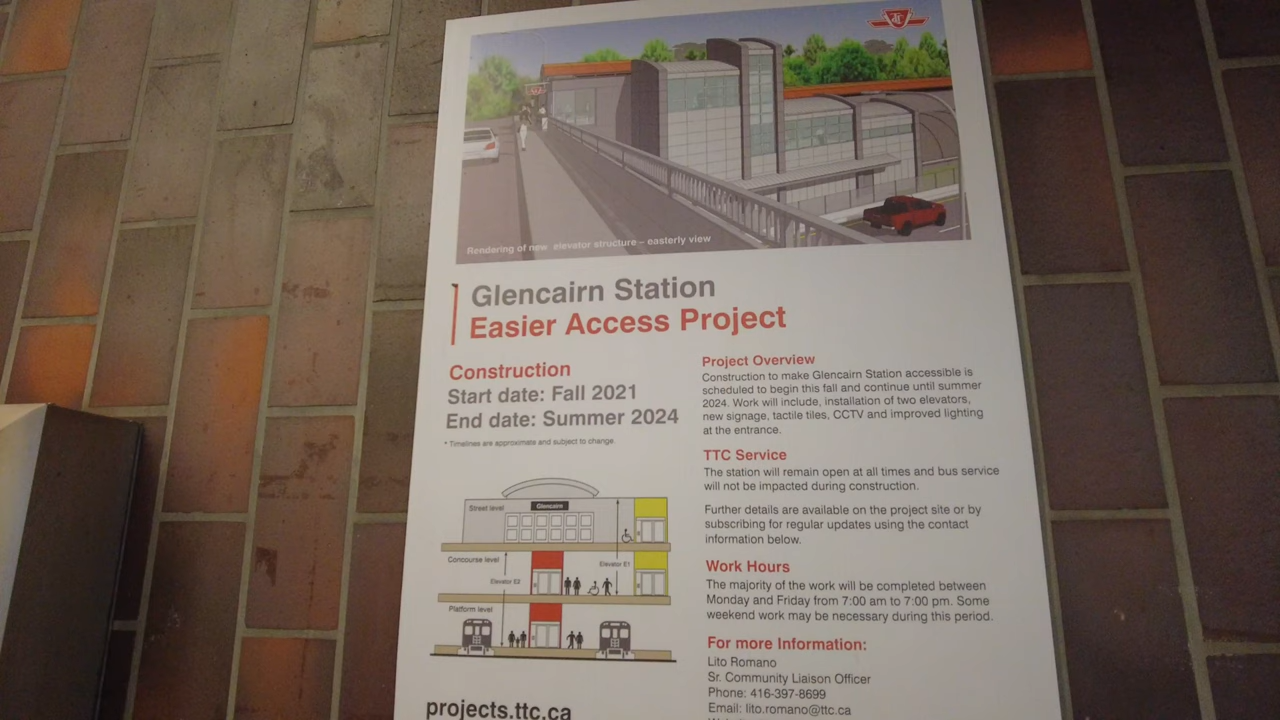 Rendering of new elevator structure – easterly view
Glencairn Station
Easier Access Project
Construction
Start date: Fall 2021
End date: Summer 2024
* Timelines are approximate and subject to change.
Street level
Glencairn
Concourse level
Elevator E1
Elevator E2
Platform level
projects.ttc.ca
Project Overview
Construction to make Glencairn Station accessible is
scheduled to begin this fall and continue until summer
2024. Work will include, installation of two elevators,
new signage, tactile tiles, CCTV and improved lighting
at the entrance.
TTC Service
The station will remain open at all times and bus service
will not be impacted during construction.
Further details are available on the project site or by
subscribing for regular updates using the contact
information below.
Work Hours
The majority of the work will be completed between
Monday and Friday from 7:00 am to 7:00 pm. Some
weekend work may be necessary during this period.
For more Information:
Lito Romano
Sr. Community Liaison Officer
Phone: 416-397-8699
Email: lito.romano@ttc.ca